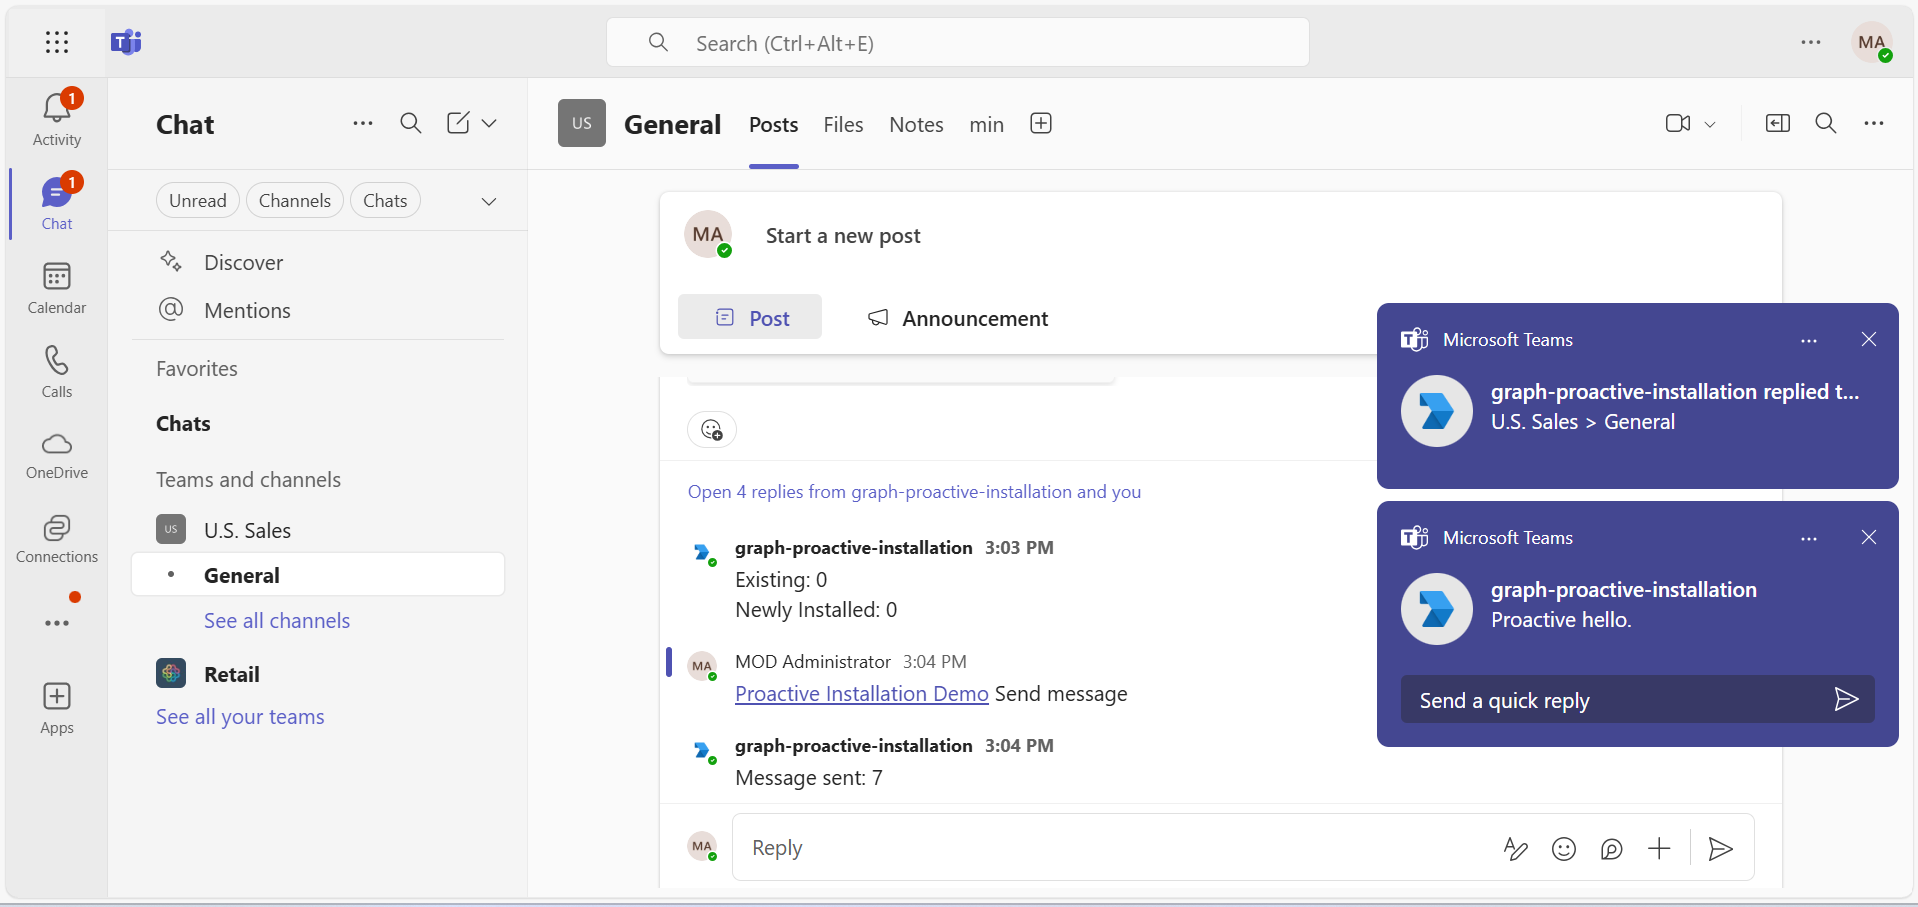 Search (Ctrl+Alt+E)
MA
1
Activity
1
Chat
Calendar
Calls
OneDrive
Connections
Apps
Chat
Unread
Channels
Chats
Discover
Mentions
Favorites
Chats
Teams and channels
US
U.S. Sales
General
See all channels
Retail
See all your teams
US
General
Posts
Files
Notes
min
MA
Start a new post
Post
Announcement
Open 4 replies from graph-proactive-installation and you
graph-proactive-installation 3:03 PM
Existing: 0
Newly Installed: 0
MA
MOD Administrator 3:04 PM
Proactive Installation Demo Send message
graph-proactive-installation 3:04 PM
Message sent: 7
MA
Reply
Microsoft Teams
graph-proactive-installation replied t...
U.S. Sales > General
Microsoft Teams
graph-proactive-installation
Proactive hello.
Send a quick reply